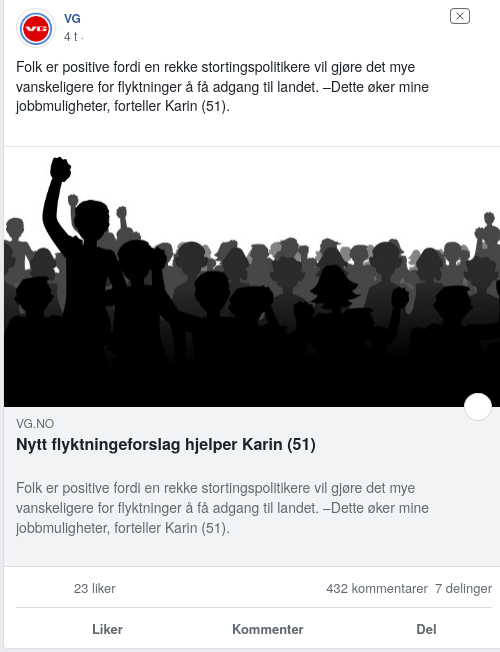 VG
VG
4 t ·
Folk er positive fordi en rekke stortingspolitikere vil gjøre det mye
vanskeligere for flyktninger å få adgang til landet. –Dette øker mine
jobbmuligheter, forteller Karin (51).
VG.NO
Nytt flyktningeforslag hjelper Karin (51)
Folk er positive fordi en rekke stortingspolitikere vil gjøre det mye
vanskeligere for flyktninger å få adgang til landet. –Dette øker mine
jobbmuligheter, forteller Karin (51).
23 liker 432 kommentarer 7 delinger
Liker Kommenter Del